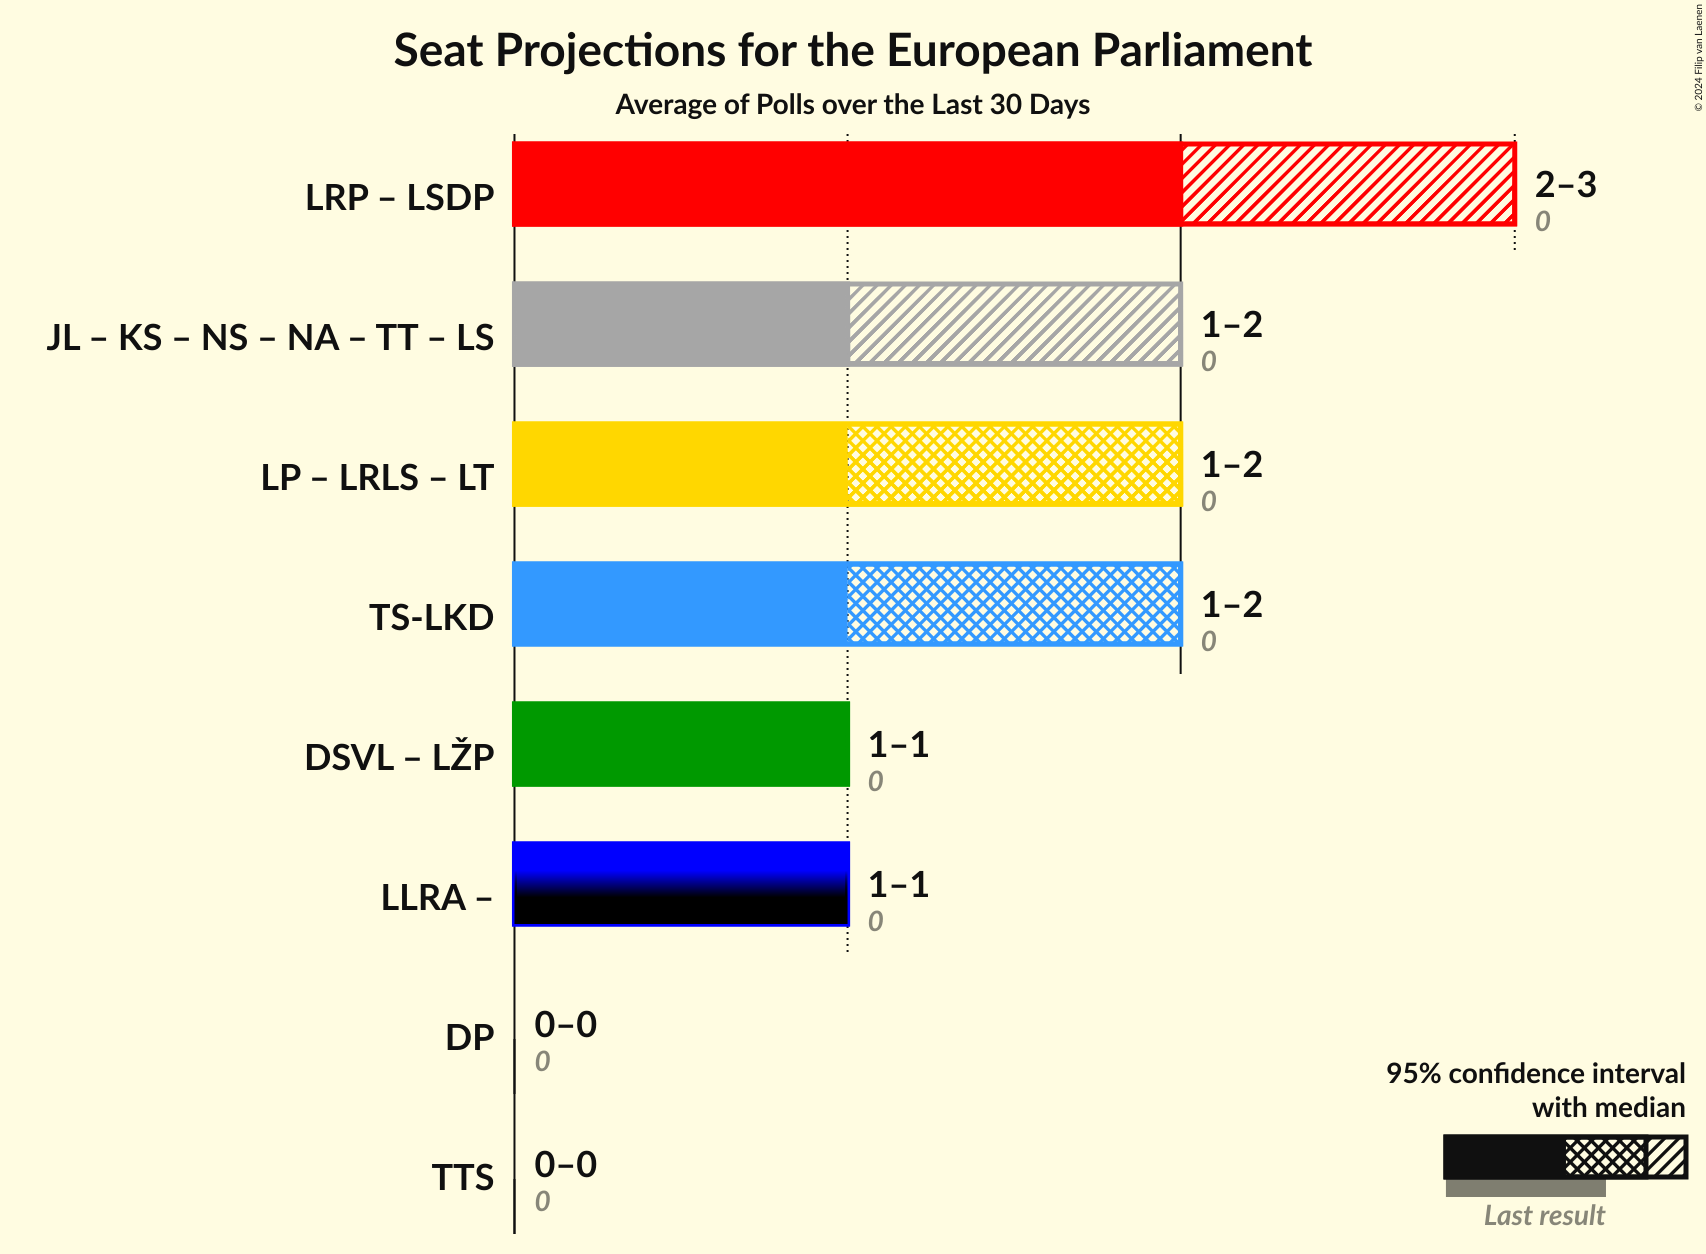 Seat Projections for the European Parliament
Average of Polls over the Last 30 Days
© 2024 Filip van Laenen
LRP – LSDP
2–3
0
JL – KS – NS – NA – TT – LS
1–2
0
LP – LRLS – LT
1–2
0
TS-LKD
1–2
0
DSVL – LŽP
1–1
0
LLRA –
1–1
0
DP
0–0
0
TTS
0–0
0
95% confidence interval
with median
Last result